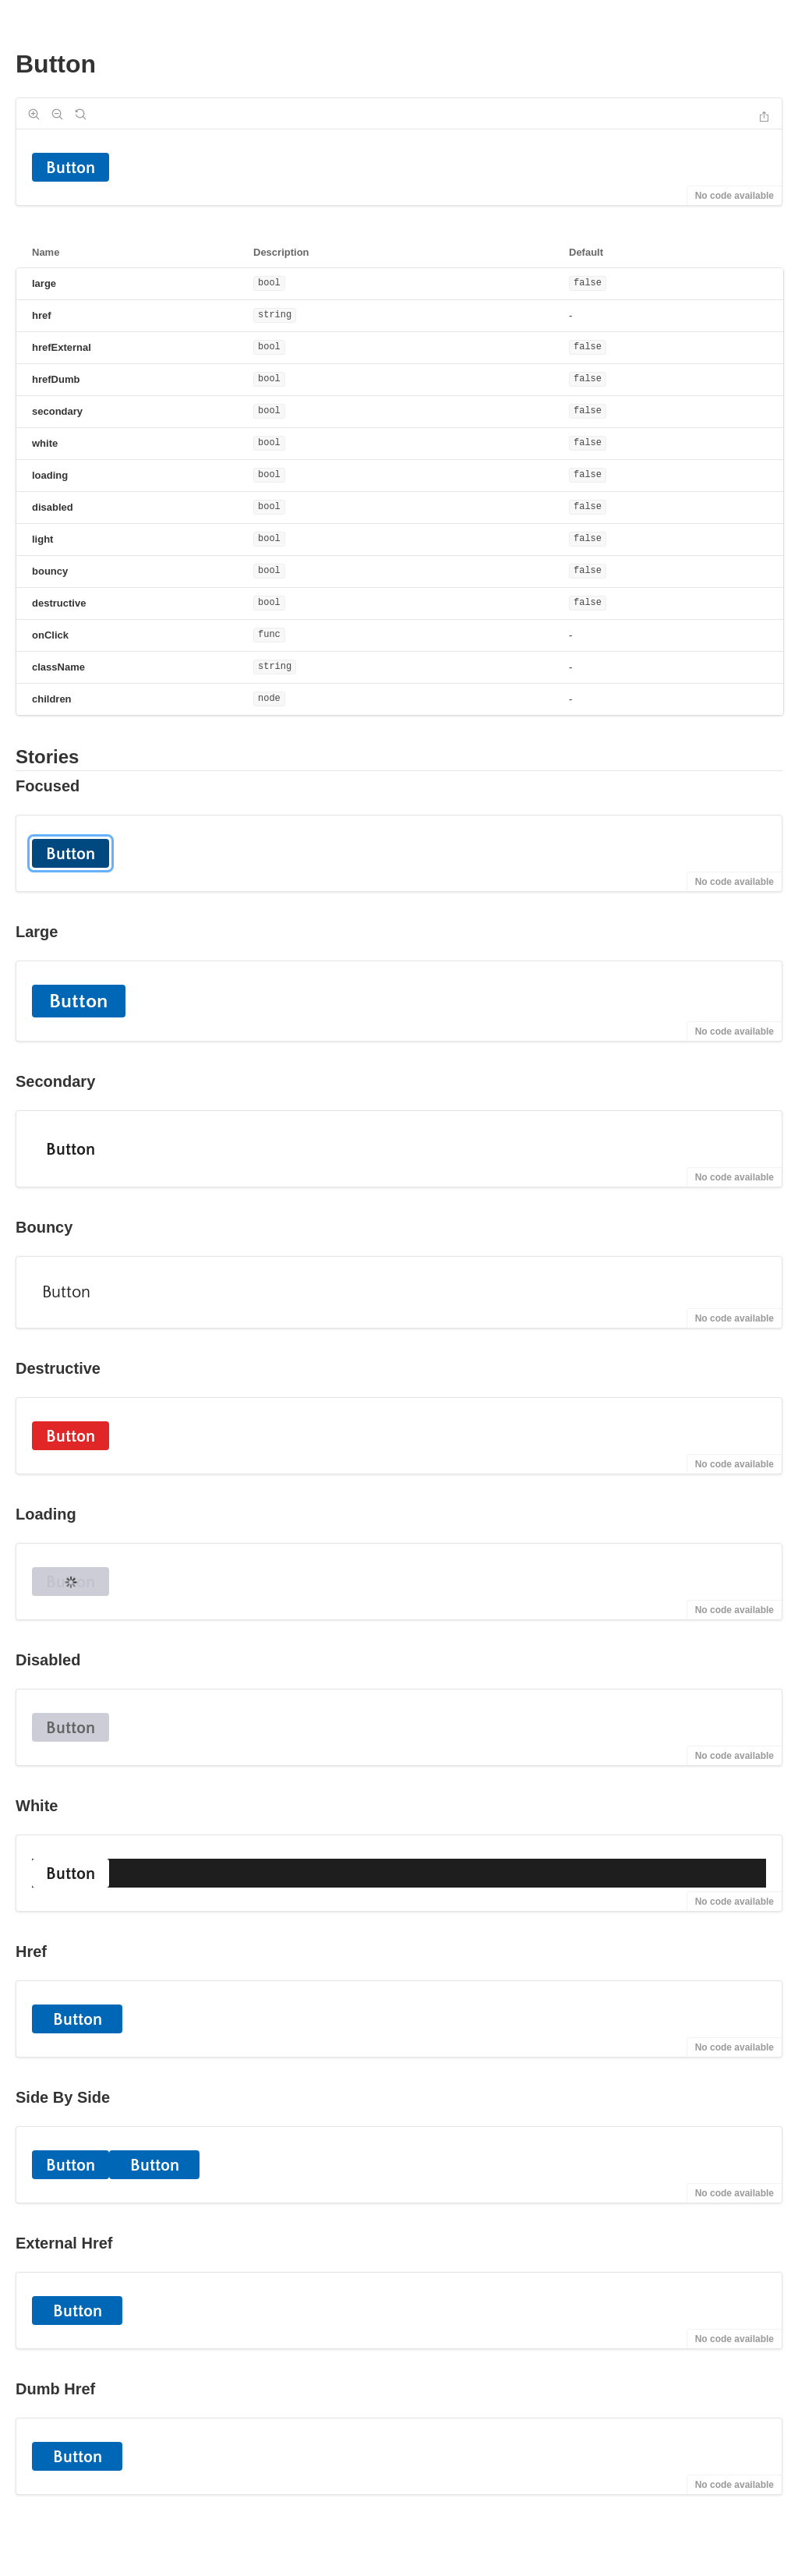 Button
Button
No code available
Name Description Default
large bool false
href string -
hrefExternal bool false
hrefDumb bool false
secondary bool false
white bool false
loading bool false
disabled bool false
light bool false
bouncy bool false
destructive bool false
onClick func -
className string -
children node -
Stories
Focused
Button
No code available
Large
Button
No code available
Secondary
Button
No code available
Bouncy
Button
No code available
Destructive
Button
No code available
Loading
Button
No code available
Disabled
Button
No code available
White
Button
No code available
Href
Button
No code available
Side By Side
Button Button
No code available
External Href
Button
No code available
Dumb Href
Button
No code available